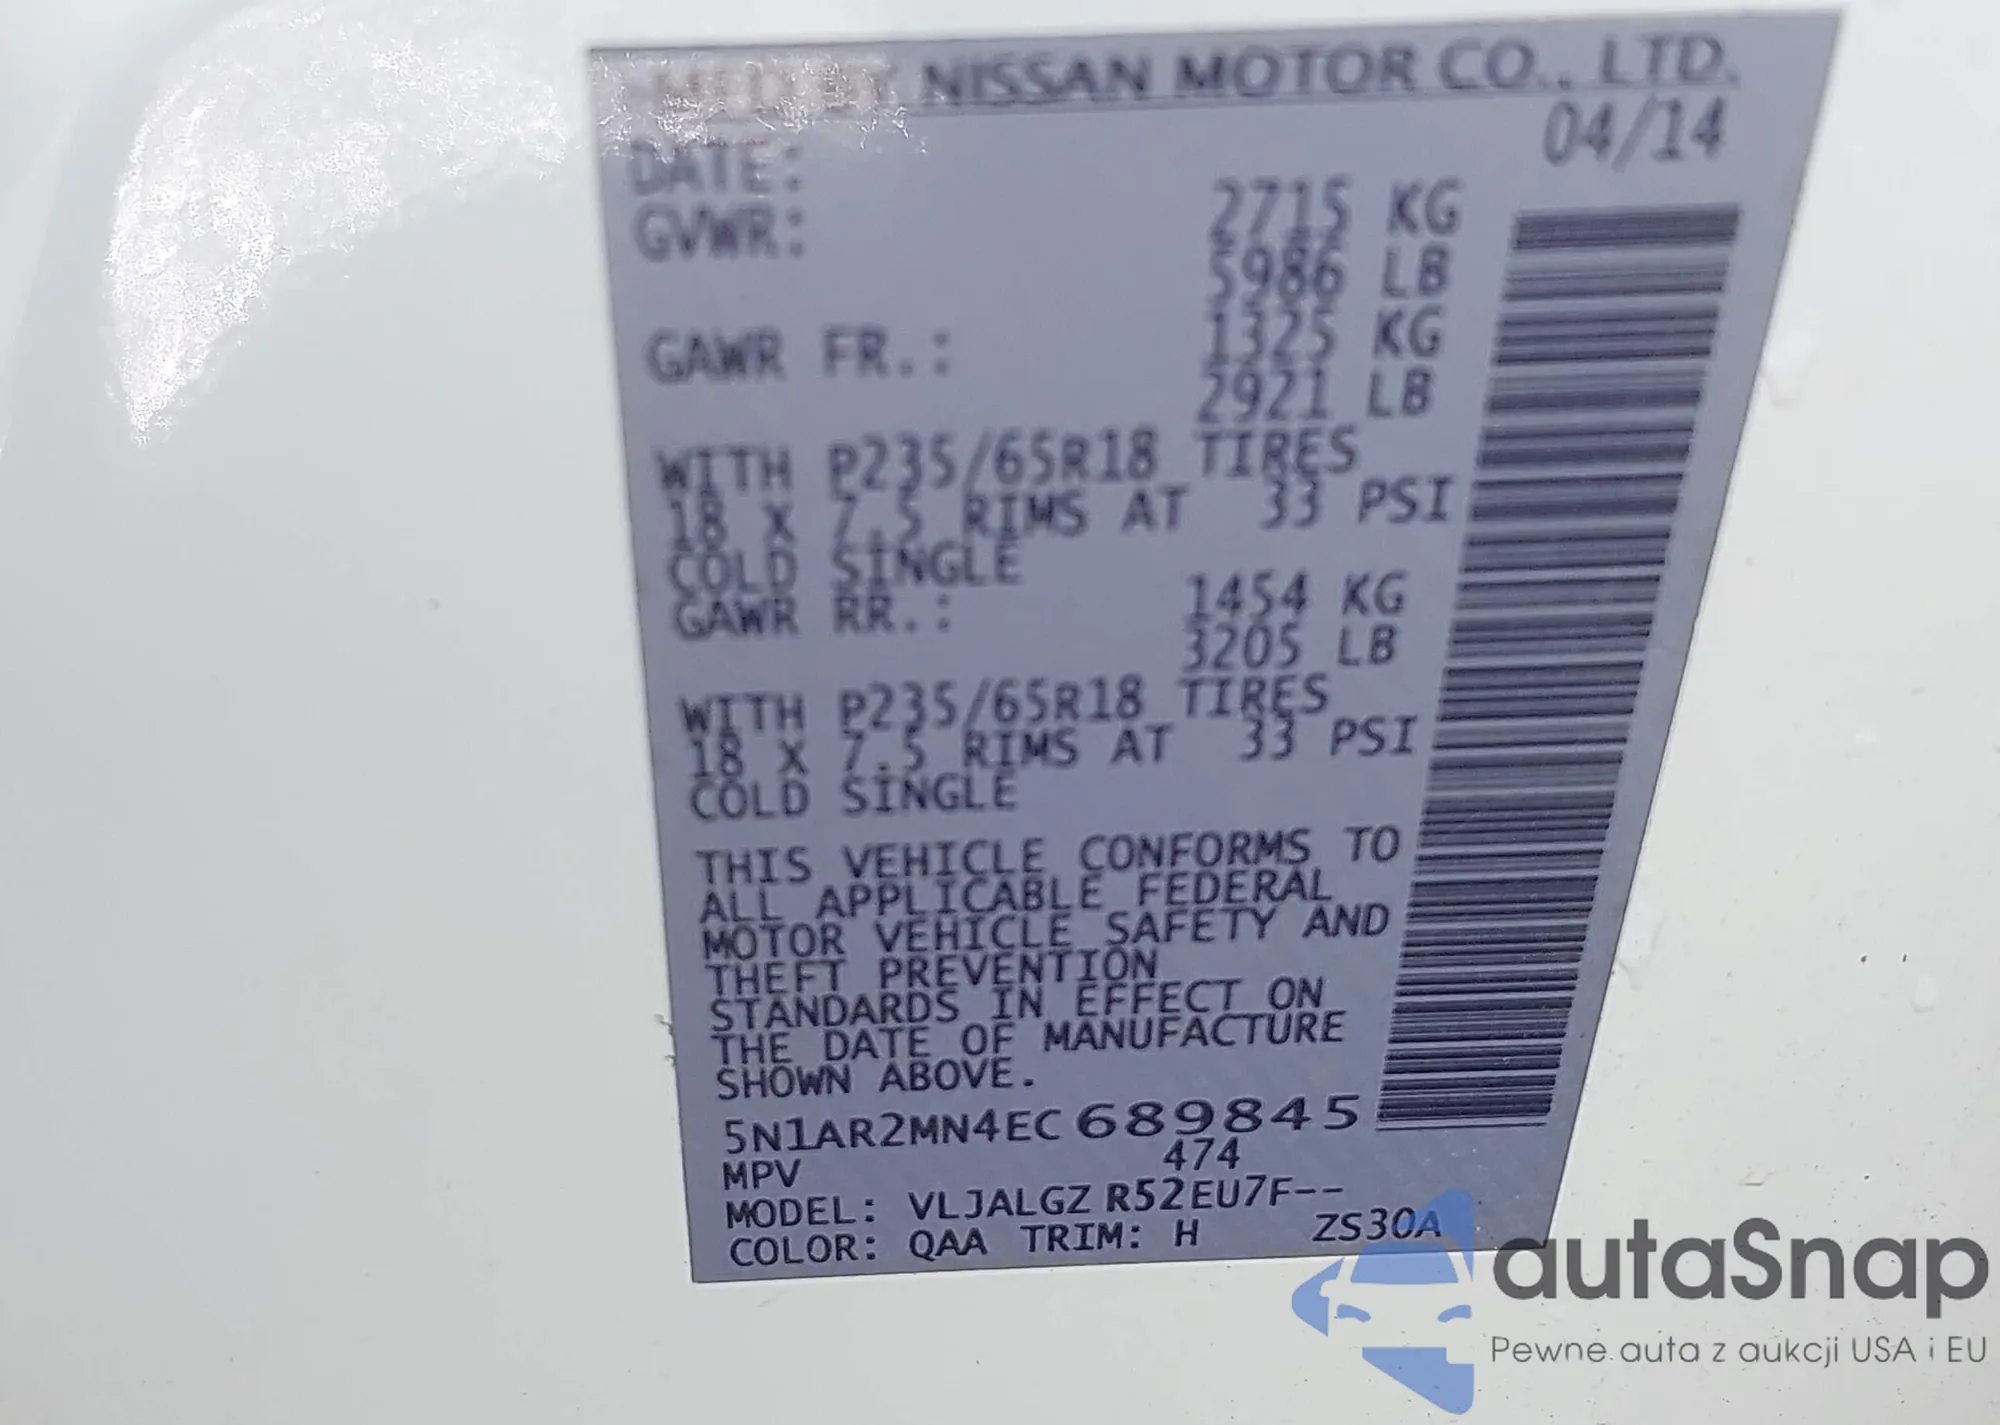 MFD BY NISSAN MOTOR CO., LTD.
DATE: 04/14
GVWR: 2715 KG
5986 LB
GAWR FR.: 1325 KG
2921 LB
WITH P235/65R18 TIRES
18 X 7.5 RIMS AT 33 PSI
COLD SINGLE
GAWR RR.: 1454 KG
3205 LB
WITH P235/65R18 TIRES
18 X 7.5 RIMS AT 33 PSI
COLD SINGLE
THIS VEHICLE CONFORMS TO
ALL APPLICABLE FEDERAL
MOTOR VEHICLE SAFETY AND
THEFT PREVENTION
STANDARDS IN EFFECT ON
THE DATE OF MANUFACTURE
SHOWN ABOVE.
5N1AR2MN4EC689845
MPV 474
MODEL: VLJALGZ R52EU7F--
COLOR: QAA TRIM: H ZS30A
autaSnap
Pewne auta z aukcji USA i EU